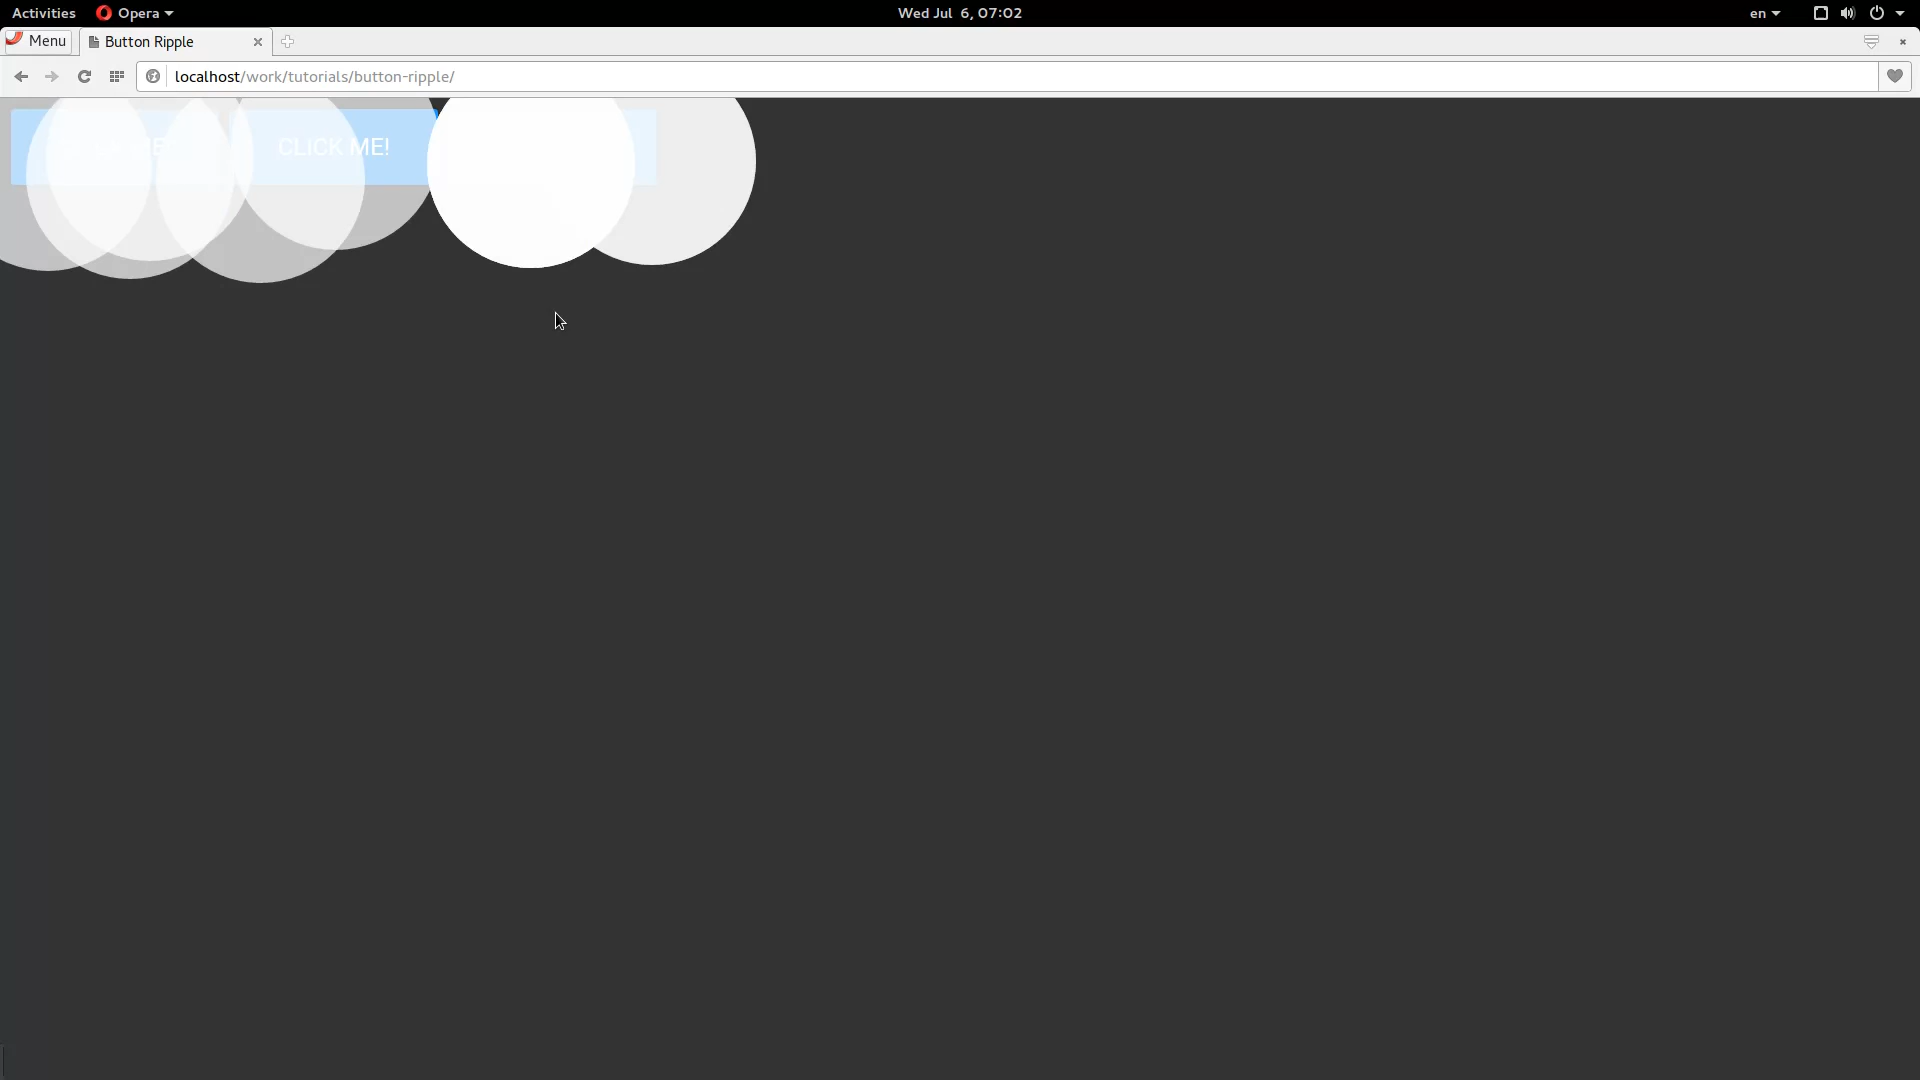 Activities Opera Wed Jul 6, 07:02 en
Menu Button Ripple
localhost/work/tutorials/button-ripple/
CLICK ME!